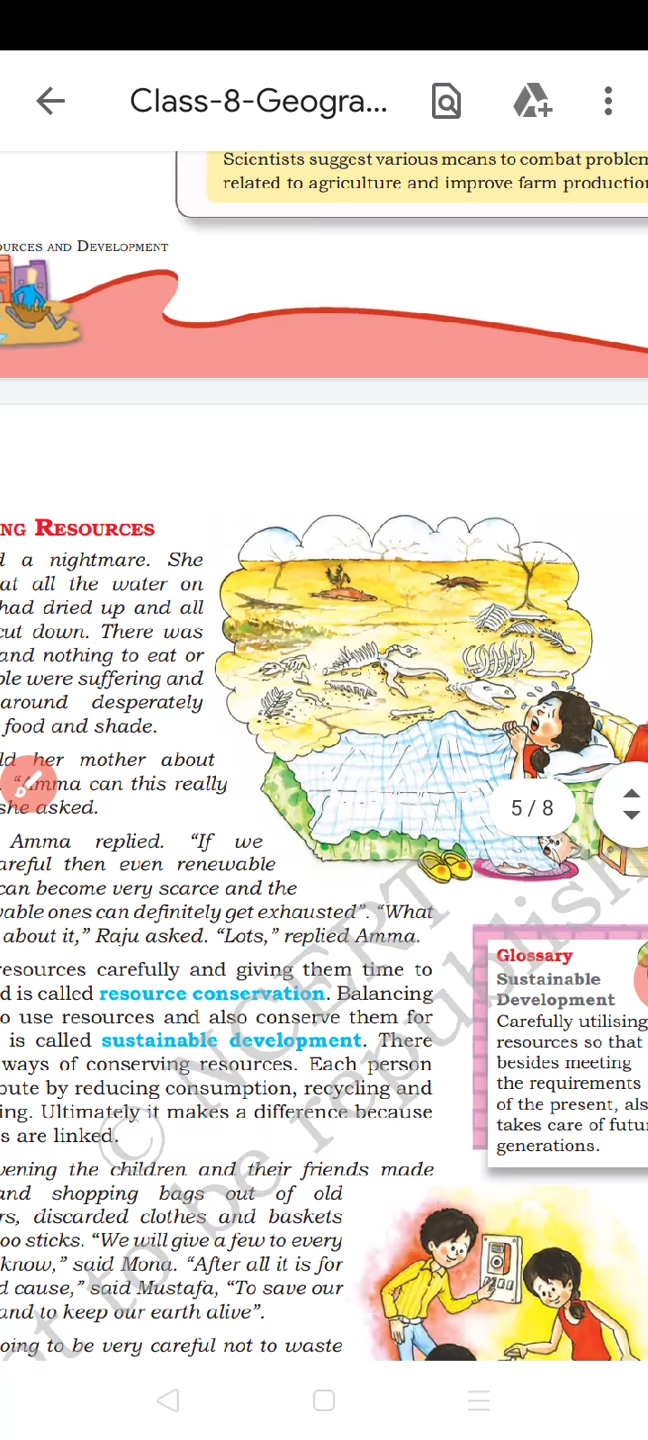 Class-8-Geogra...
Scientists suggest various means to combat problem
related to agriculture and improve farm production
OURCES AND DEVELOPMENT
NG RESOURCES
d a nightmare. She
at all the water on
had dried up and all
cut down. There was
and nothing to eat or
ple were suffering and
around desperately
food and shade.
ld her mother about
"Amma can this really
she asked.
Amma replied. "If we
areful then even renewable
can become very scarce and the
vable ones can definitely get exhausted". "What
about it," Raju asked. "Lots," replied Amma.
resources carefully and giving them time to
d is called resource conservation. Balancing
o use resources and also conserve them for
is called sustainable development. There
ways of conserving resources. Each person
bute by reducing consumption, recycling and
ing. Ultimately it makes a difference because
s are linked.
vening the children and their friends made
and shopping bags out of old
rs, discarded clothes and baskets
oo sticks. "We will give a few to every
know," said Mona. "After all it is for
d cause," said Mustafa, "To save our
and to keep our earth alive".
oing to be very careful not to waste
5 / 8
Glossary
Sustainable
Development
Carefully utilising
resources so that
besides meeting
the requirements
of the present, als
takes care of futur
generations.
© NCERT
t to be republish